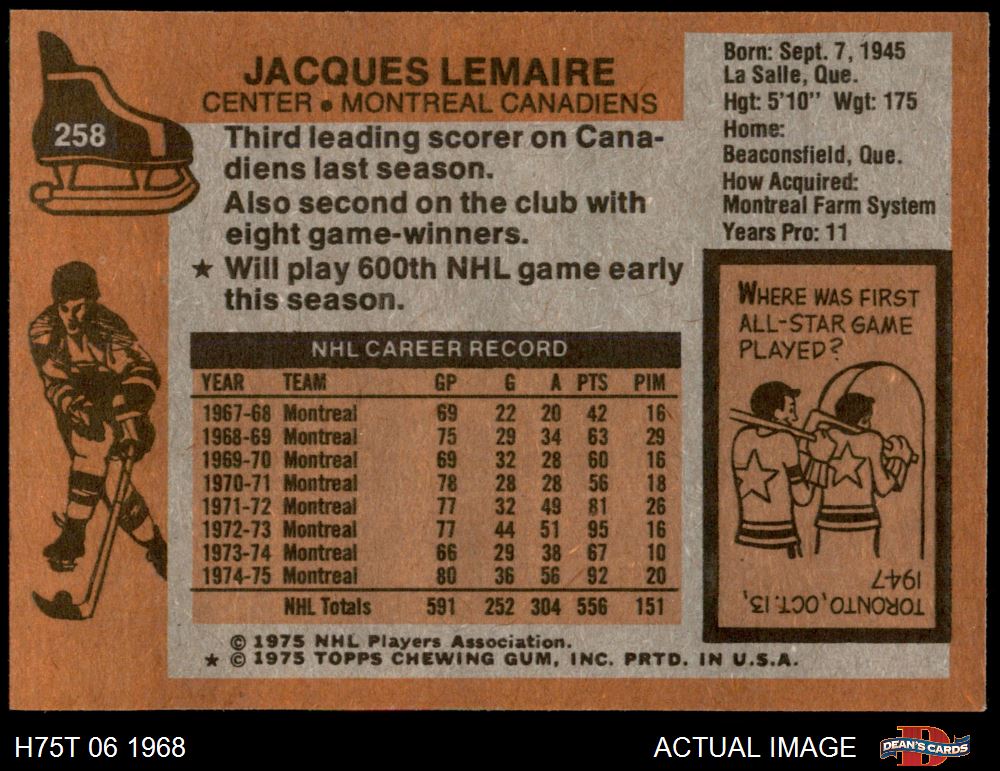 258
JACQUES LEMAIRE
CENTER • MONTREAL CANADIENS
Third leading scorer on Cana-
diens last season.
Also second on the club with
eight game-winners.
★ Will play 600th NHL game early
this season.
Born: Sept. 7, 1945
La Salle, Que.
Hgt: 5'10" Wgt: 175
Home:
Beaconsfield, Que.
How Acquired:
Montreal Farm System
Years Pro: 11
NHL CAREER RECORD
YEAR TEAM GP G A PTS PIM
1967-68 Montreal 69 22 20 42 16
1968-69 Montreal 75 29 34 63 29
1969-70 Montreal 69 32 28 60 16
1970-71 Montreal 78 28 28 56 18
1971-72 Montreal 77 32 49 81 26
1972-73 Montreal 77 44 51 95 16
1973-74 Montreal 66 29 38 67 10
1974-75 Montreal 80 36 56 92 20
NHL Totals 591 252 304 556 151
WHERE WAS FIRST
ALL-STAR GAME
PLAYED?
TORONTO, OCT. 13,
1947
© 1975 NHL Players Association.
★ © 1975 TOPPS CHEWING GUM, INC. PRTD. IN U.S.A.
H75T 06 1968
ACTUAL IMAGE
DEAN'S CARDS